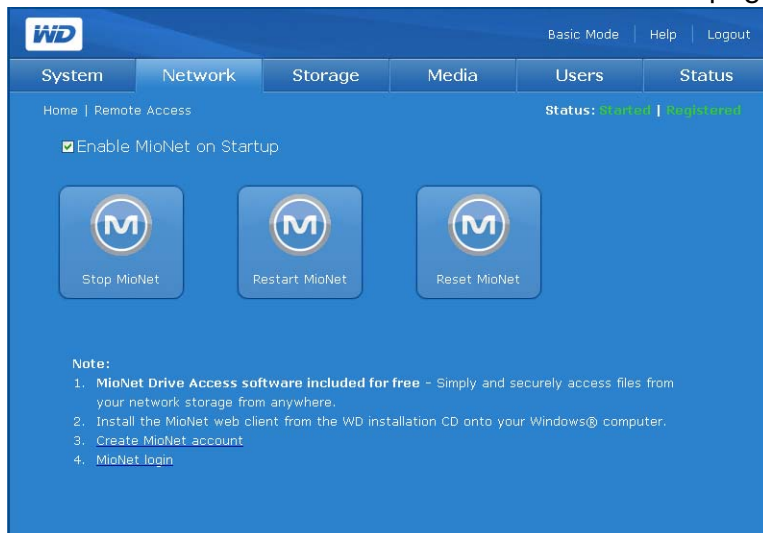 WD
Basic Mode | Help | Logout
System Network Storage Media Users Status
Home | Remote Access Status: Started | Registered
Enable MioNet on Startup
M M M
Stop MioNet Restart MioNet Reset MioNet
Note:
1. MioNet Drive Access software included for free – Simply and securely access files from
your network storage from anywhere.
2. Install the MioNet web client from the WD installation CD onto your Windows® computer.
3. Create MioNet account
4. MioNet login